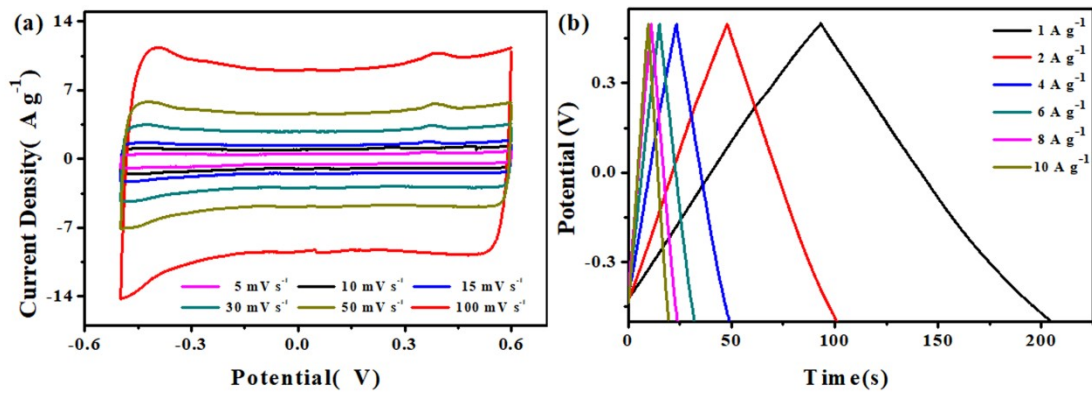 (a)
14
7
0
-7
-14
Current Density( A g-1)
5 mV s-1 10 mV s-1 15 mV s-1
30 mV s-1 50 mV s-1 100 mV s-1
-0.6 -0.3 0.0 0.3 0.6
Potential( V)
(b)
0.3
0.0
-0.3
Potential (V)
1 A g-1
2 A g-1
4 A g-1
6 A g-1
8 A g-1
10 A g-1
0 50 100 150 200
Time(s)